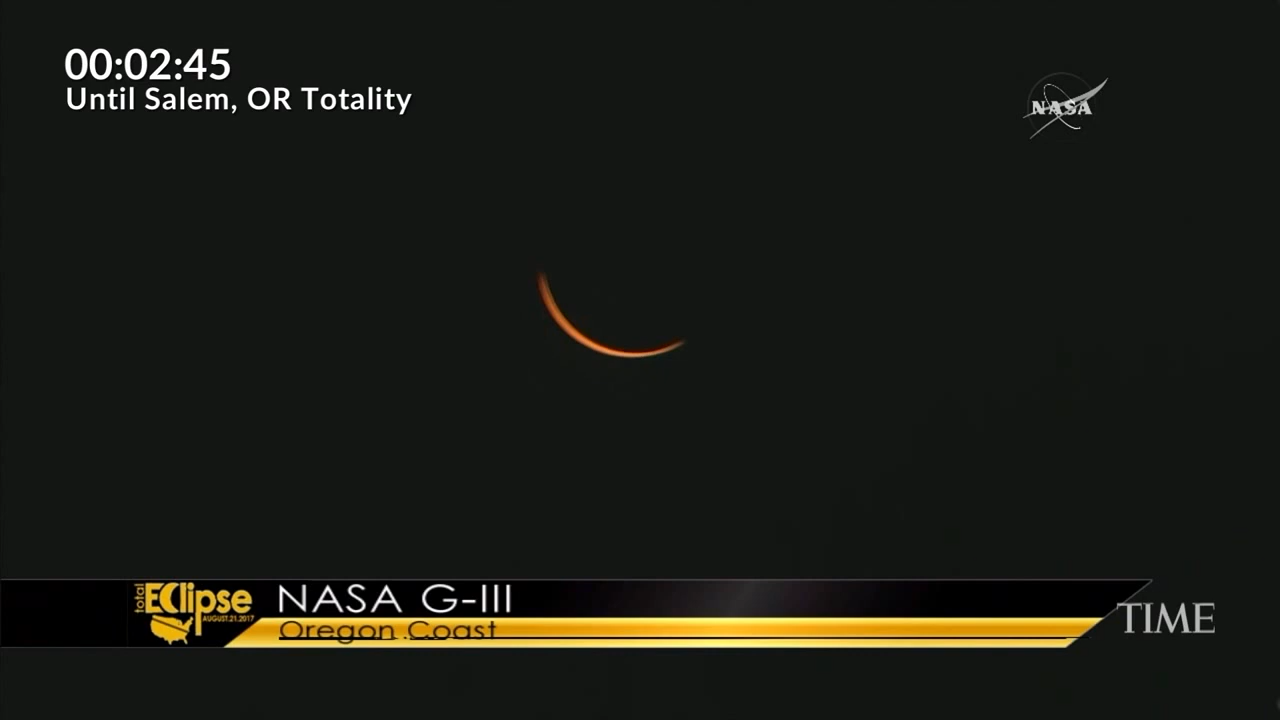 00:02:45
Until Salem, OR Totality
NASA
total
EClipse
AUGUST.21.2017
NASA G-III
Oregon Coast
TIME